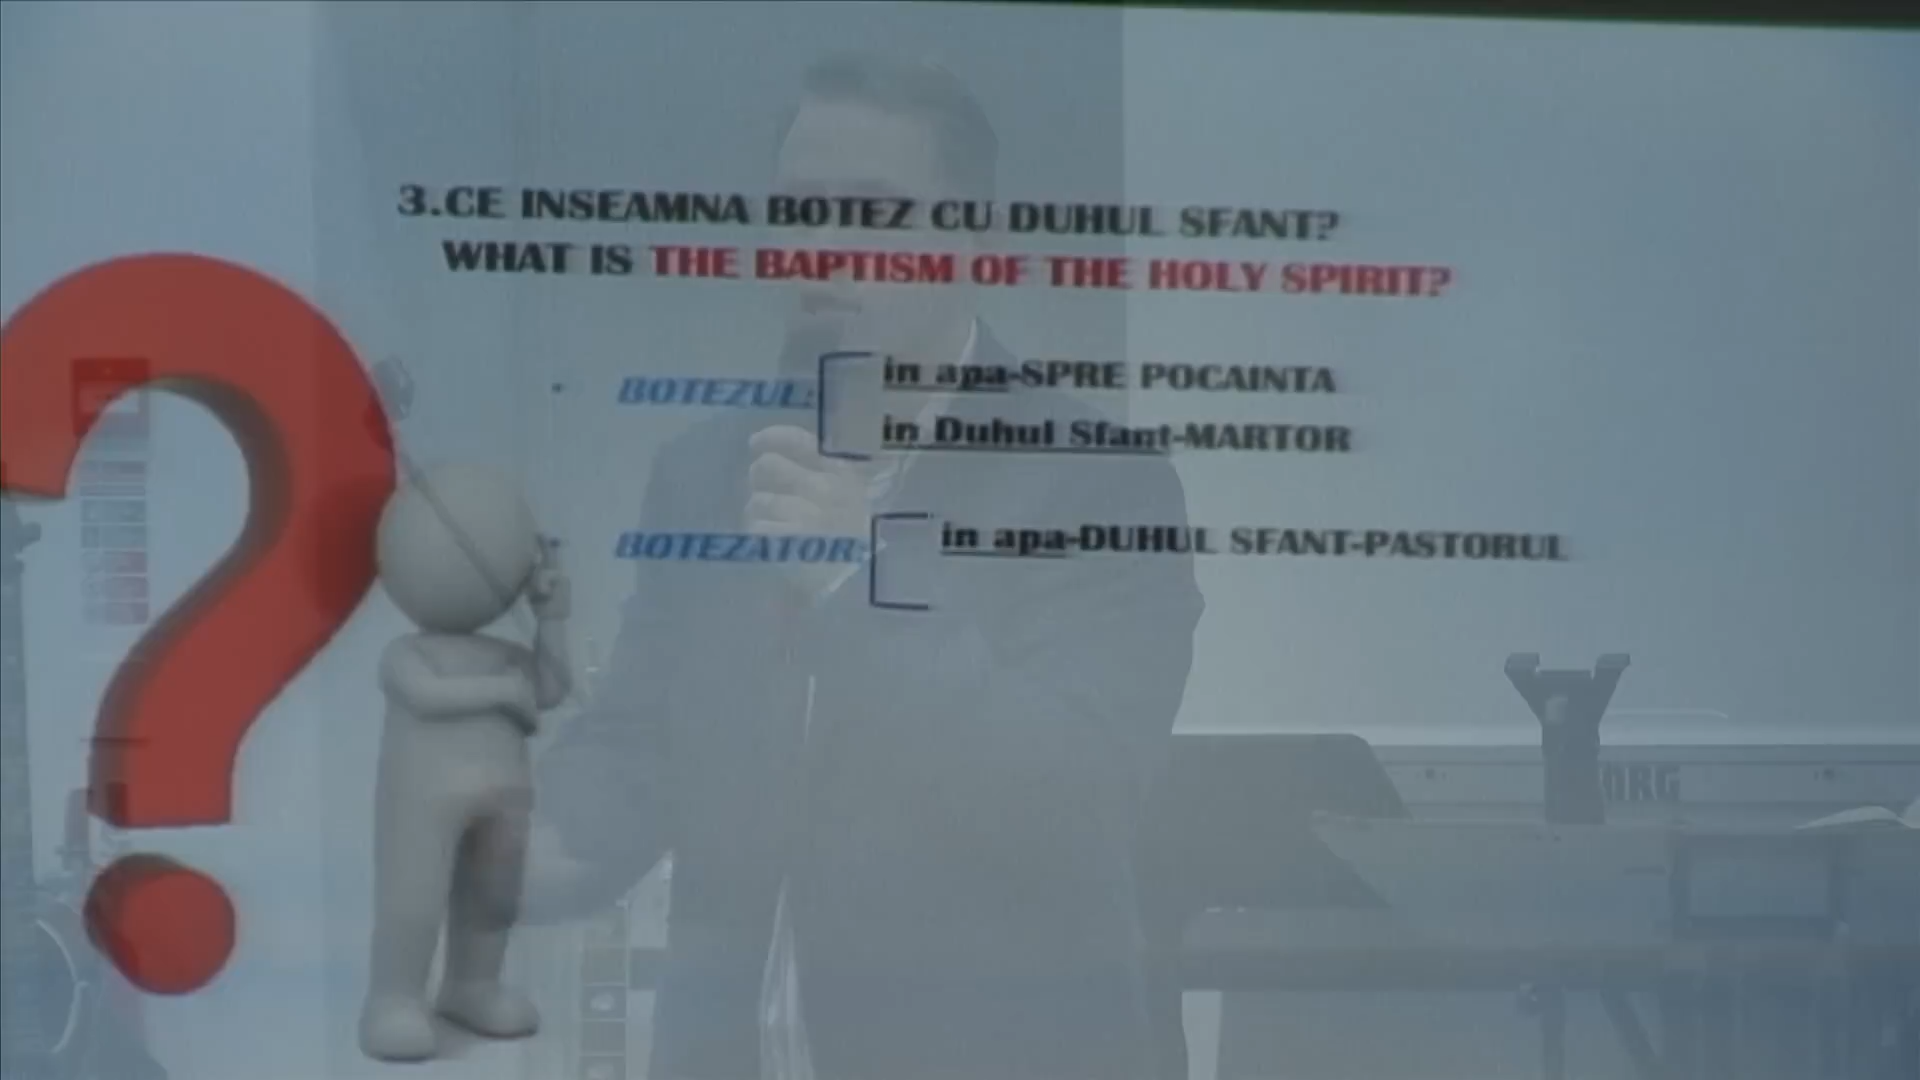 3.CE INSEAMNA BOTEZ CU DUHUL SFANT?
WHAT IS THE BAPTISM OF THE HOLY SPIRIT?
BOTEZUL:
in apa-SPRE POCAINTA
in Duhul Sfant-MARTOR
BOTEZATOR:
in apa-DUHUL SFANT-PASTORUL
ORG